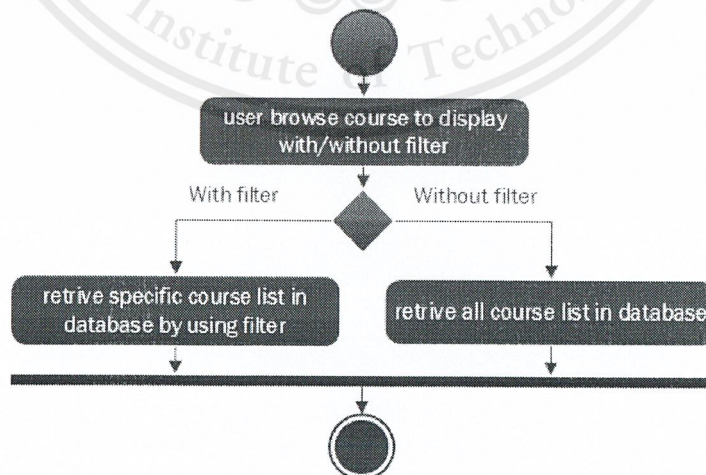 Institute of Techno
user browse course to display
with/without filter
With filter
Without filter
retrive specific course list in
database by using filter
retrive all course list in database